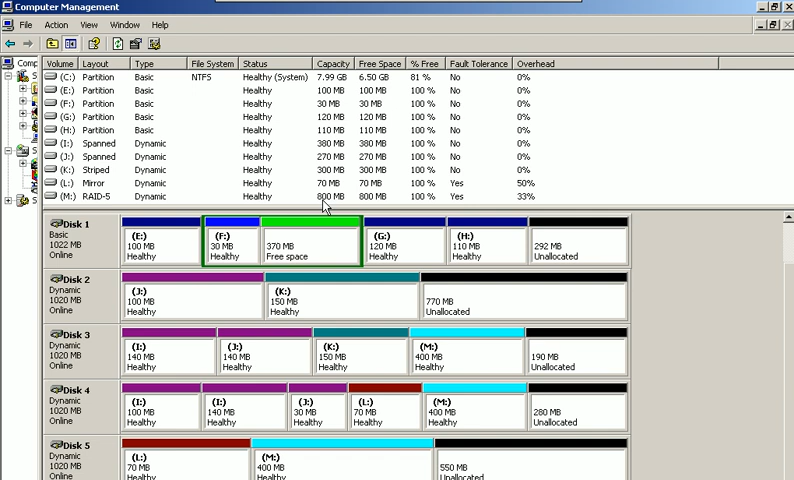 Computer Management
File Action View Window Help
Comp
Volume Layout Type File System Status Capacity Free Space % Free Fault Tolerance Overhead
(C:) Partition Basic NTFS Healthy (System) 7.99 GB 6.50 GB 81 % No 0%
(E:) Partition Basic Healthy 100 MB 100 MB 100 % No 0%
(F:) Partition Basic Healthy 30 MB 30 MB 100 % No 0%
(G:) Partition Basic Healthy 120 MB 120 MB 100 % No 0%
(H:) Partition Basic Healthy 110 MB 110 MB 100 % No 0%
(I:) Spanned Dynamic Healthy 380 MB 380 MB 100 % No 0%
(J:) Spanned Dynamic Healthy 270 MB 270 MB 100 % No 0%
(K:) Striped Dynamic Healthy 300 MB 300 MB 100 % No 0%
(L:) Mirror Dynamic Healthy 70 MB 70 MB 100 % Yes 50%
(M:) RAID-5 Dynamic Healthy 800 MB 800 MB 100 % Yes 33%
Disk 1
Basic
1022 MB
Online
(E:)
100 MB
Healthy
(F:)
30 MB
Healthy
370 MB
Free space
(G:)
120 MB
Healthy
(H:)
110 MB
Healthy
292 MB
Unallocated
Disk 2
Dynamic
1020 MB
Online
(J:)
100 MB
Healthy
(K:)
150 MB
Healthy
770 MB
Unallocated
Disk 3
Dynamic
1020 MB
Online
(I:)
140 MB
Healthy
(J:)
140 MB
Healthy
(K:)
150 MB
Healthy
(M:)
400 MB
Healthy
190 MB
Unallocated
Disk 4
Dynamic
1020 MB
Online
(I:)
100 MB
Healthy
(I:)
140 MB
Healthy
(J:)
30 MB
Healthy
(L:)
70 MB
Healthy
(M:)
400 MB
Healthy
280 MB
Unallocated
Disk 5
Dynamic
1020 MB
Online
(L:)
70 MB
Healthy
(M:)
400 MB
Healthy
550 MB
Unallocated